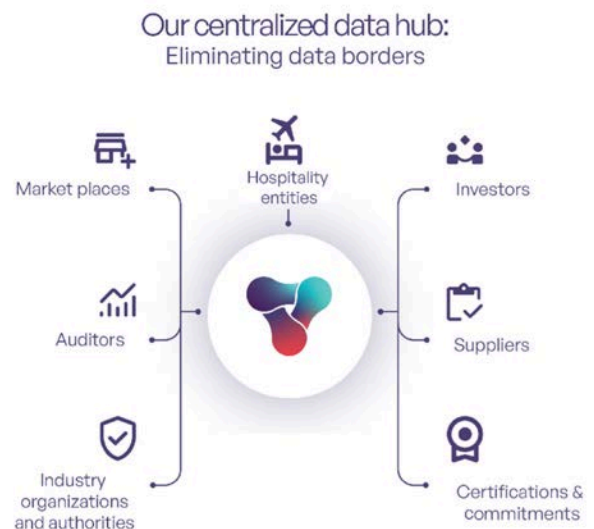 Our centralized data hub:
Eliminating data borders
Market places
Hospitality
entities
Investors
Auditors
Suppliers
Industry
organizations
and authorities
Certifications &
commitments